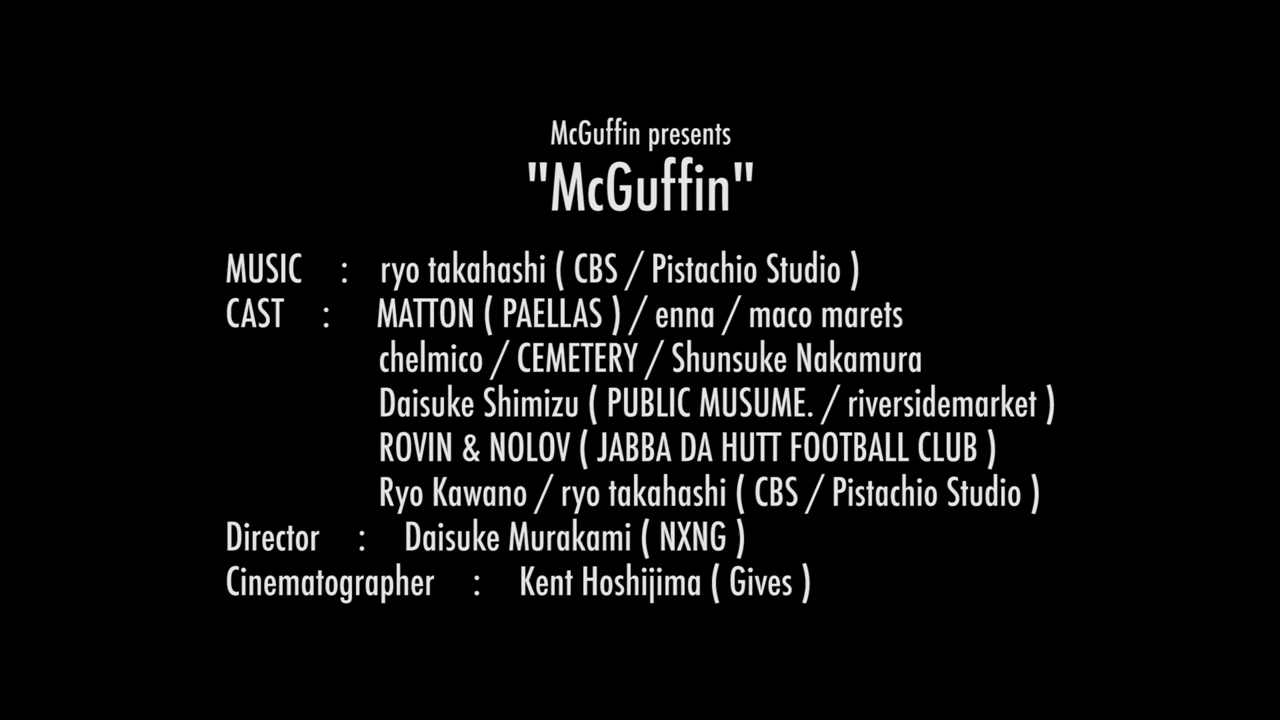 McGuffin presents
"McGuffin"
MUSIC : ryo takahashi ( CBS / Pistachio Studio )
CAST : MATTON ( PAELLAS ) / enna / maco marets
chelmico / CEMETERY / Shunsuke Nakamura
Daisuke Shimizu ( PUBLIC MUSUME. / riversidemarket )
ROVIN & NOLOV ( JABBA DA HUTT FOOTBALL CLUB )
Ryo Kawano / ryo takahashi ( CBS / Pistachio Studio )
Director : Daisuke Murakami ( NXNG )
Cinematographer : Kent Hoshijima ( Gives )